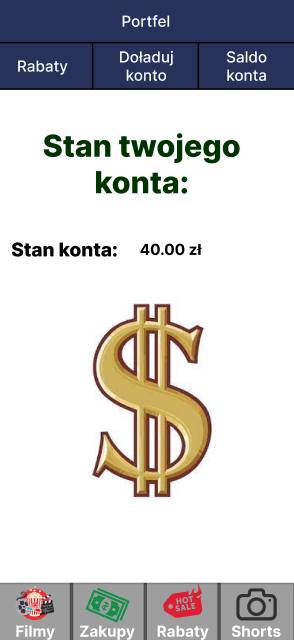 Portfel
Rabaty
Doładuj
konto
Saldo
konta
Stan twojego
konta:
Stan konta: 40.00 zł
HOT
SALE
Filmy
Zakupy
Rabaty
Shorts